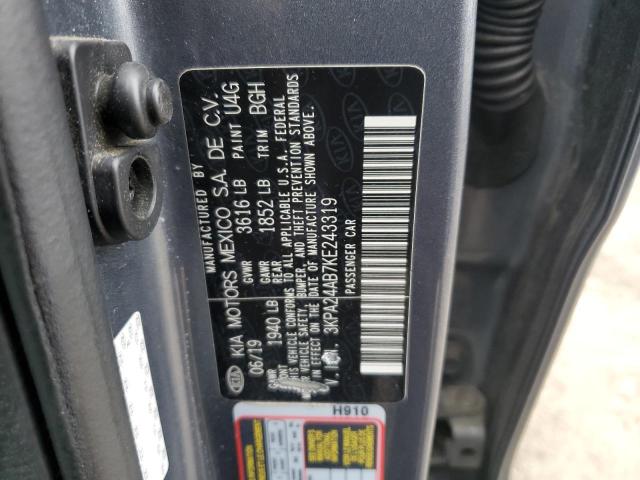 MANUFACTURED BY
KIA KIA MOTORS MEXICO S.A. DE C.V.
06/19 GVWR 3616 LB PAINT U4G
GAWR FRONT 1940 LB GAWR REAR 1852 LB TRIM BGH
THIS VEHICLE CONFORMS TO ALL APPLICABLE U.S.A. FEDERAL
MOTOR VEHICLE SAFETY, BUMPER, AND THEFT PREVENTION STANDARDS
IN EFFECT ON THE DATE OF MANUFACTURE SHOWN ABOVE.
V.I.N. 3KPA24AB7KE243319
PASSENGER CAR
H910